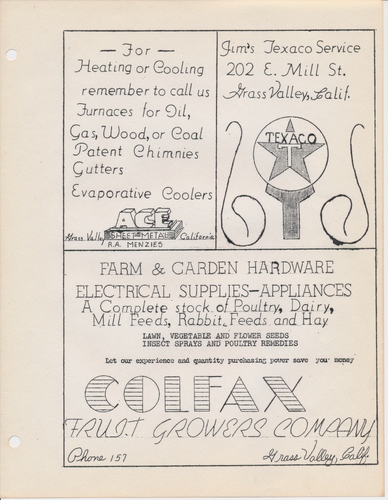 — For —
Heating or Cooling
remember to call us
Furnaces for Oil,
Gas, Wood, or Coal
Patent Chimnies
Gutters
Evaporative Coolers
ACE
Grass Valley SHEET METAL California
R.A. MENZIES
Jim's Texaco Service
202 E. Mill St.
Grass Valley, Calif.
TEXACO
T
FARM & GARDEN HARDWARE
ELECTRICAL SUPPLIES—APPLIANCES
A Complete stock of Poultry, Dairy,
Mill Feeds, Rabbit Feeds and Hay
LAWN, VEGETABLE AND FLOWER SEEDS
INSECT SPRAYS AND POULTRY REMEDIES
Let our experience and quantity purchasing power save you money
COLFAX
FRUIT GROWERS COMPANY
Phone 157 Grass Valley, Calif.